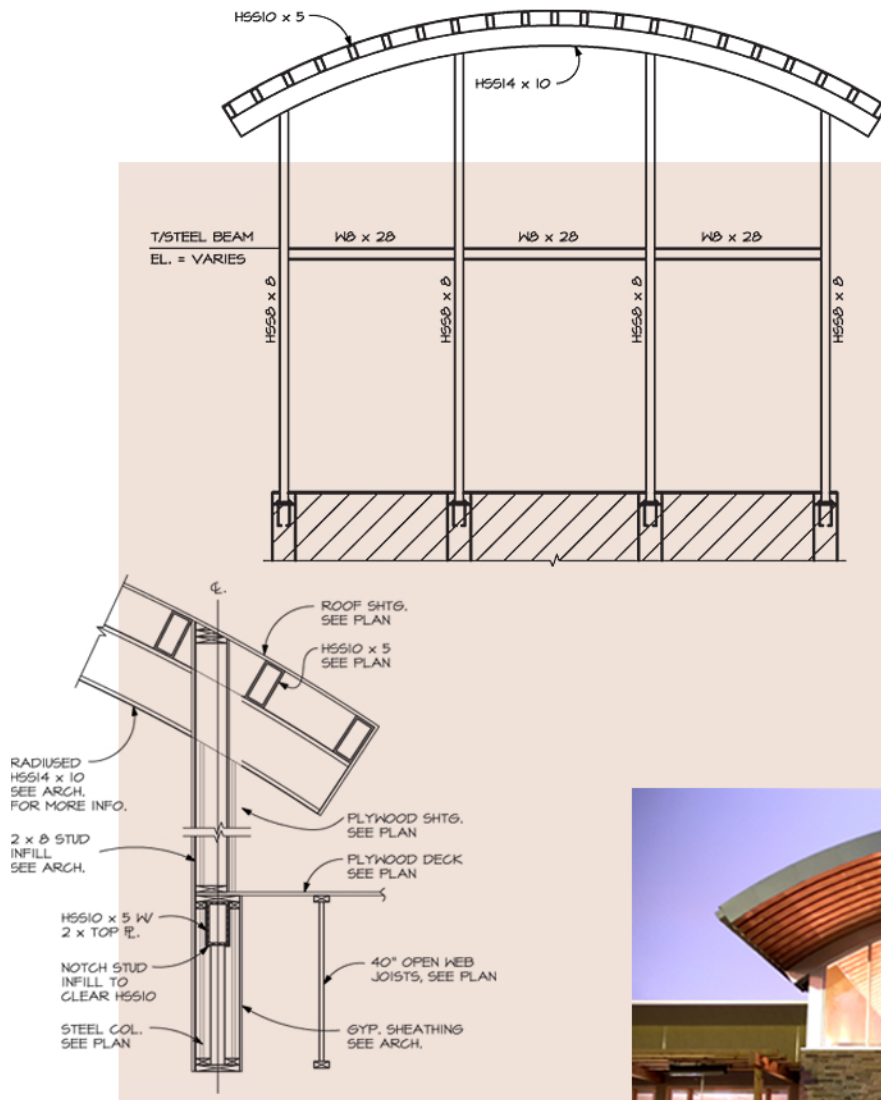 HSS10 x 5
HSS14 x 10
T/STEEL BEAM
EL. = VARIES
W8 x 28
W8 x 28
W8 x 28
HSS8 x 8
HSS8 x 8
HSS8 x 8
HSS8 x 8
℄.
ROOF SHTG.
SEE PLAN
HSS10 x 5
SEE PLAN
RADIUSED
HSS14 x 10
SEE ARCH.
FOR MORE INFO.
PLYWOOD SHTG.
SEE PLAN
2 x 8 STUD
INFILL
SEE ARCH.
PLYWOOD DECK
SEE PLAN
HSS10 x 5 W/
2 x TOP ⅊.
NOTCH STUD
INFILL TO
CLEAR HSS10
40" OPEN WEB
JOISTS, SEE PLAN
STEEL COL.
SEE PLAN
GYP. SHEATHING
SEE ARCH.